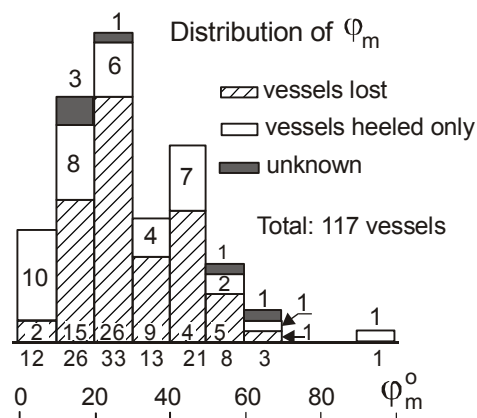 1
Distribution of φm
3
6
vessels lost
8
vessels heeled only
7
unknown
Total: 117 vessels
4
1
10
2
1
1
1
1
2 15 26 9 4 5
12 26 33 13 21 8 3 1
0 20 40 60 80 φm°